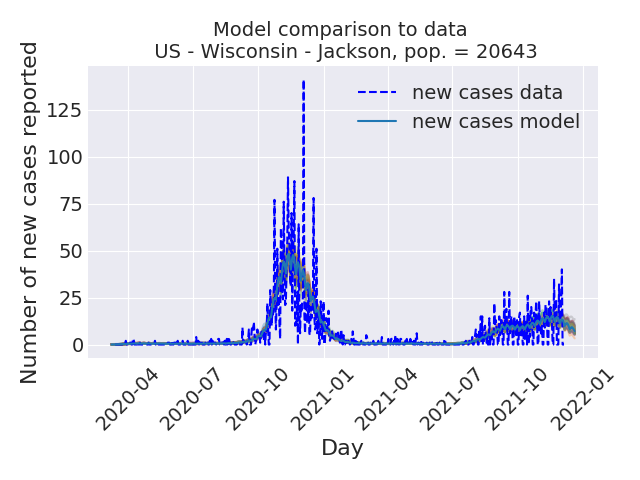 Model comparison to data
US - Wisconsin - Jackson, pop. = 20643
Number of new cases reported
125
100
75
50
25
0
new cases data
new cases model
2020-04
2020-07
2020-10
2021-01
2021-04
2021-07
2021-10
2022-01
Day